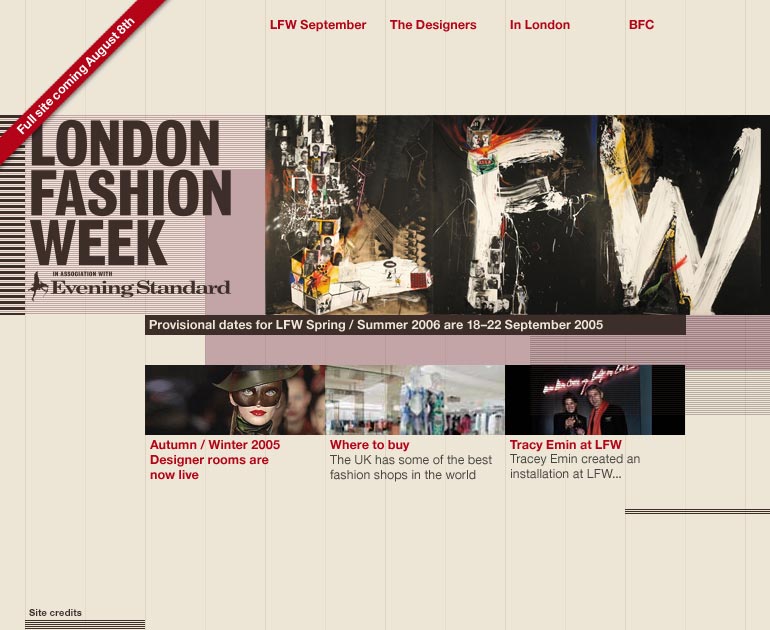 Full site coming August 8th
LFW September
The Designers
In London
BFC
LONDON
FASHION
WEEK
IN ASSOCIATION WITH
Evening Standard
LFW
Provisional dates for LFW Spring / Summer 2006 are 18–22 September 2005
Autumn / Winter 2005
Designer rooms are
now live
Where to buy
The UK has some of the best
fashion shops in the world
Tracy Emin at LFW
Tracey Emin created an
installation at LFW...
Site credits